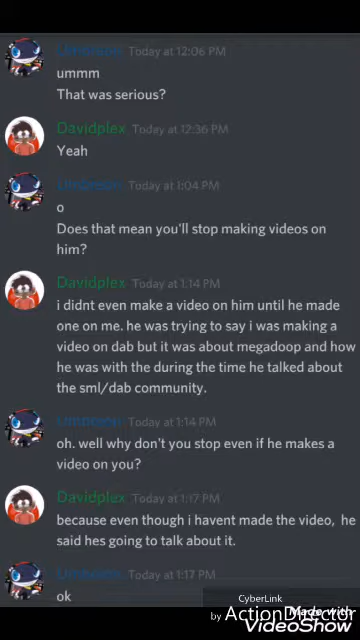 Today at 12:06 PM
ummm
That was serious?
Davidplex Today at 12:36 PM
Yeah
Today at 1:04 PM
o
Does that mean you'll stop making videos on
him?
Davidplex Today at 1:14 PM
i didnt even make a video on him until he made
one on me. he was trying to say i was making a
video on dab but it was about megadoop and how
he was with the during the time he talked about
the sml/dab community.
Today at 1:14 PM
oh. well why don't you stop even if he makes a
video on you?
Davidplex Today at 1:17 PM
because even though i havent made the video, he
said hes going to talk about it.
Today at 1:17 PM
ok
CyberLink
by ActionDirector
Made with
VideoShow